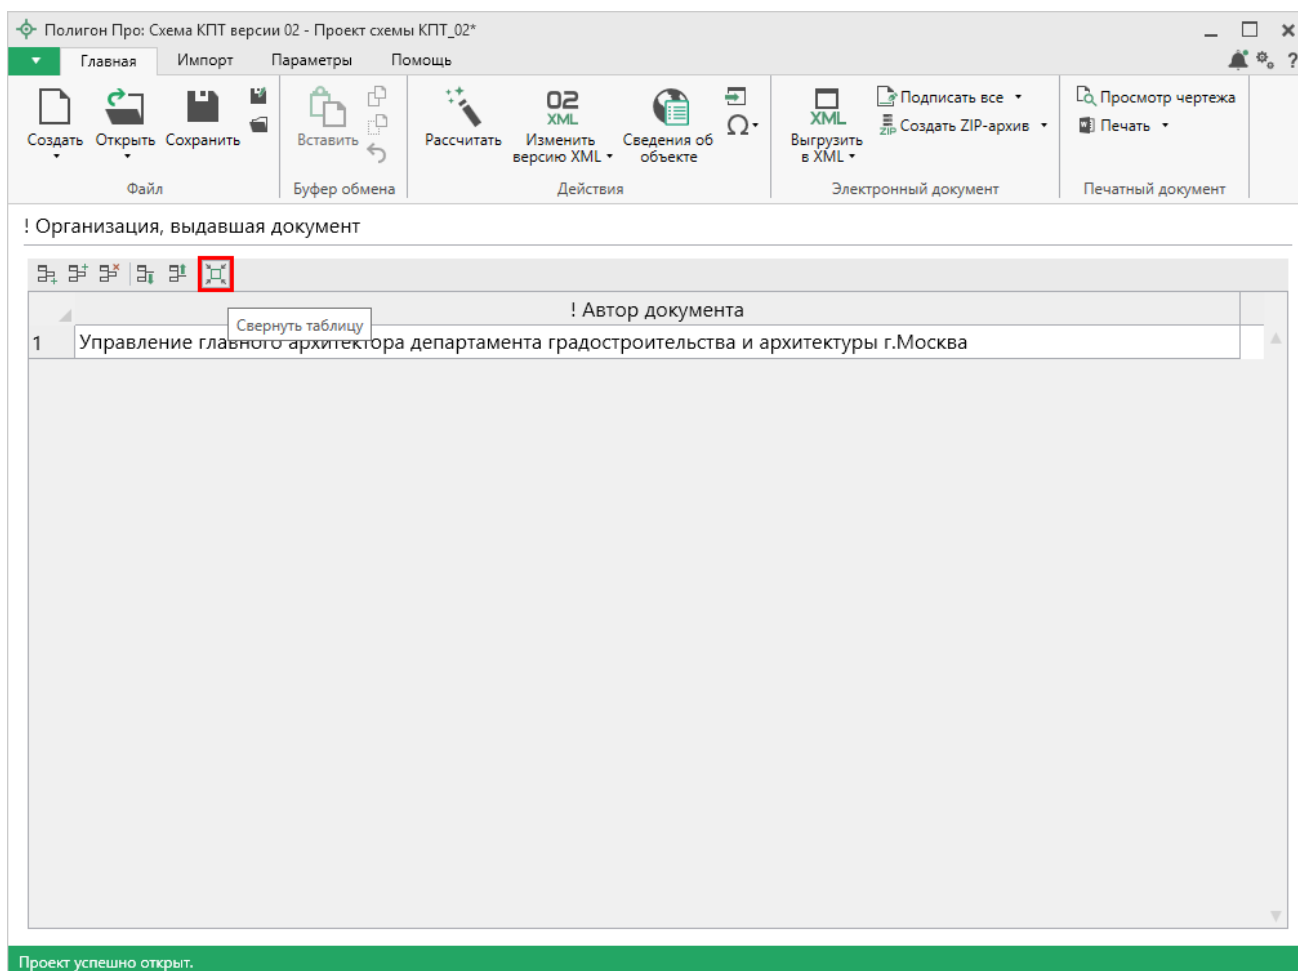 Полигон Про: Схема КПТ версии 02 - Проект схемы КПТ_02*
Главная Импорт Параметры Помощь
?
Создать Открыть Сохранить
Файл
Вставить
Буфер обмена
Рассчитать
02 XML
Изменить версию XML
Сведения об объекте
Ω
Действия
XML
Выгрузить в XML
Подписать все
ZIP Создать ZIP-архив
Электронный документ
Просмотр чертежа
Печать
Печатный документ
! Организация, выдавшая документ
! Автор документа
Свернуть таблицу
1 Управление главного архитектора департамента градостроительства и архитектуры г.Москва
Проект успешно открыт.